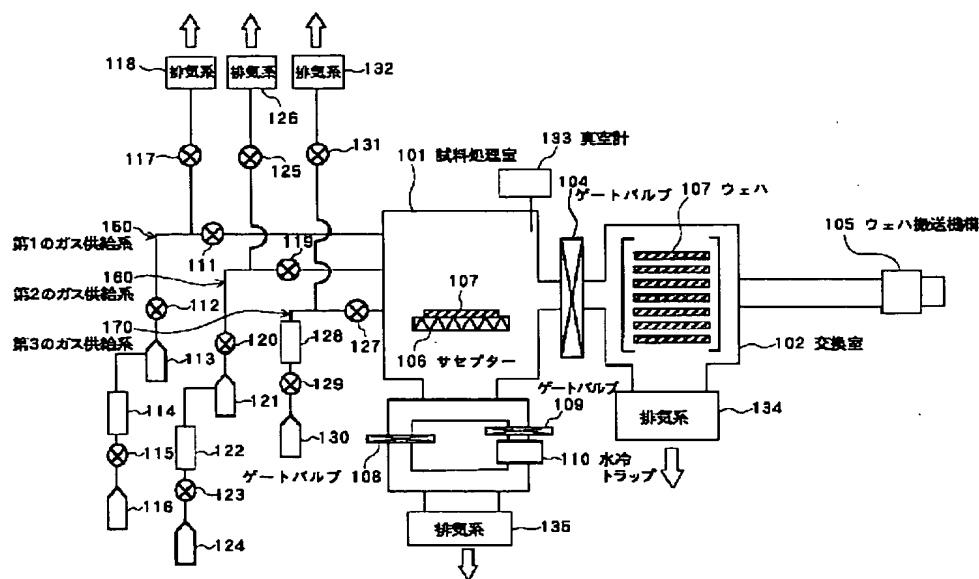 118
排気系
排気系
126
排気系
132
117
125
131
133 真空計
101 試料処理室
104
ゲートバルブ
107 ウェハ
105 ウェハ搬送機構
150
第1のガス供給系
111
119
160
第2のガス供給系
112
107
170
第3のガス供給系
128
127
106 サセプター
102 交換室
113
120
129
ゲートバルブ
109
排気系
134
114
121
130
115
122
ゲートバルブ
108
110 水冷
トラップ
116
123
124
排気系
135